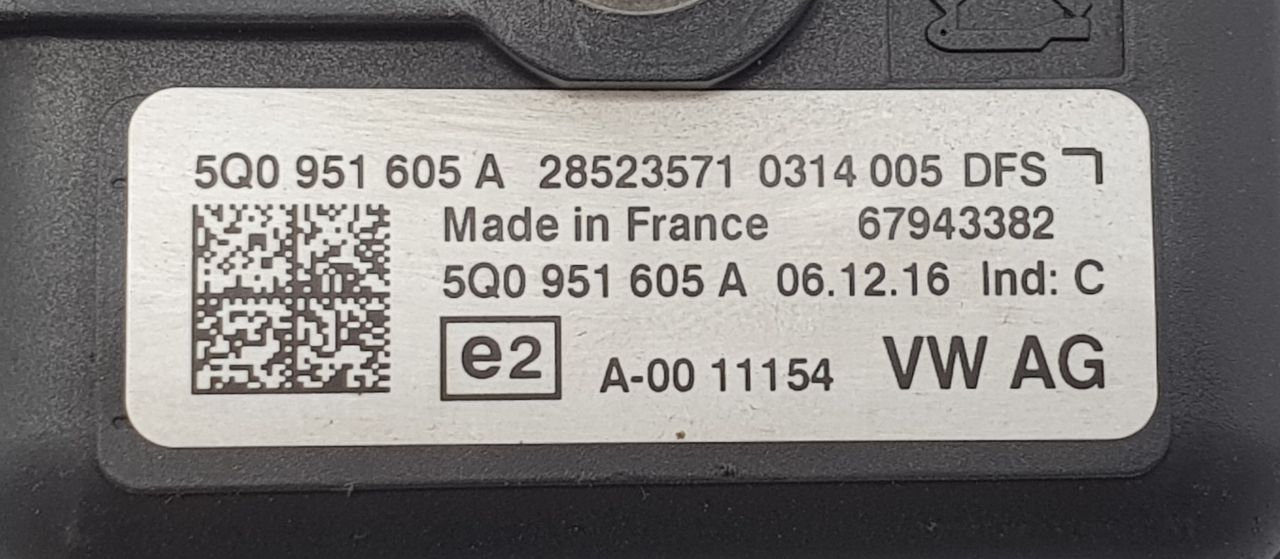 5Q0 951 605 A 28523571 0314 005 DFS
Made in France 67943382
5Q0 951 605 A 06.12.16 Ind: C
e2 A-00 11154 VW AG